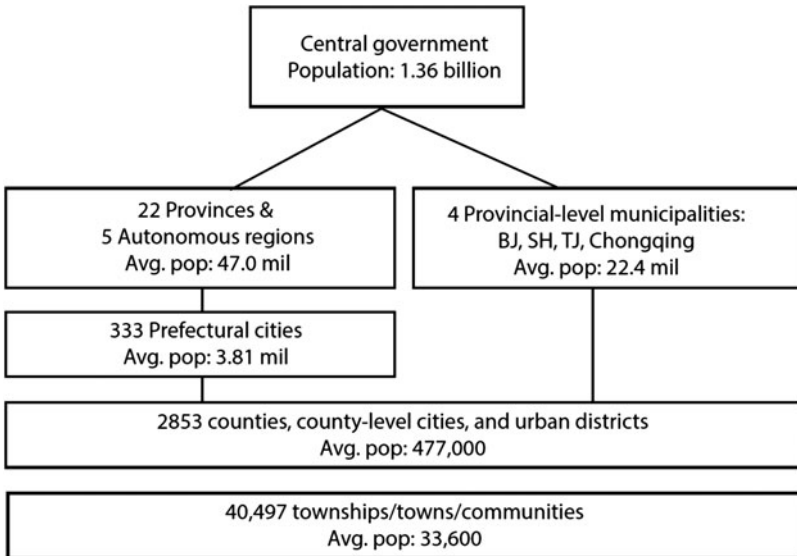 Central government
Population: 1.36 billion
22 Provinces &
5 Autonomous regions
Avg. pop: 47.0 mil
4 Provincial-level municipalities:
BJ, SH, TJ, Chongqing
Avg. pop: 22.4 mil
333 Prefectural cities
Avg. pop: 3.81 mil
2853 counties, county-level cities, and urban districts
Avg. pop: 477,000
40,497 townships/towns/communities
Avg. pop: 33,600